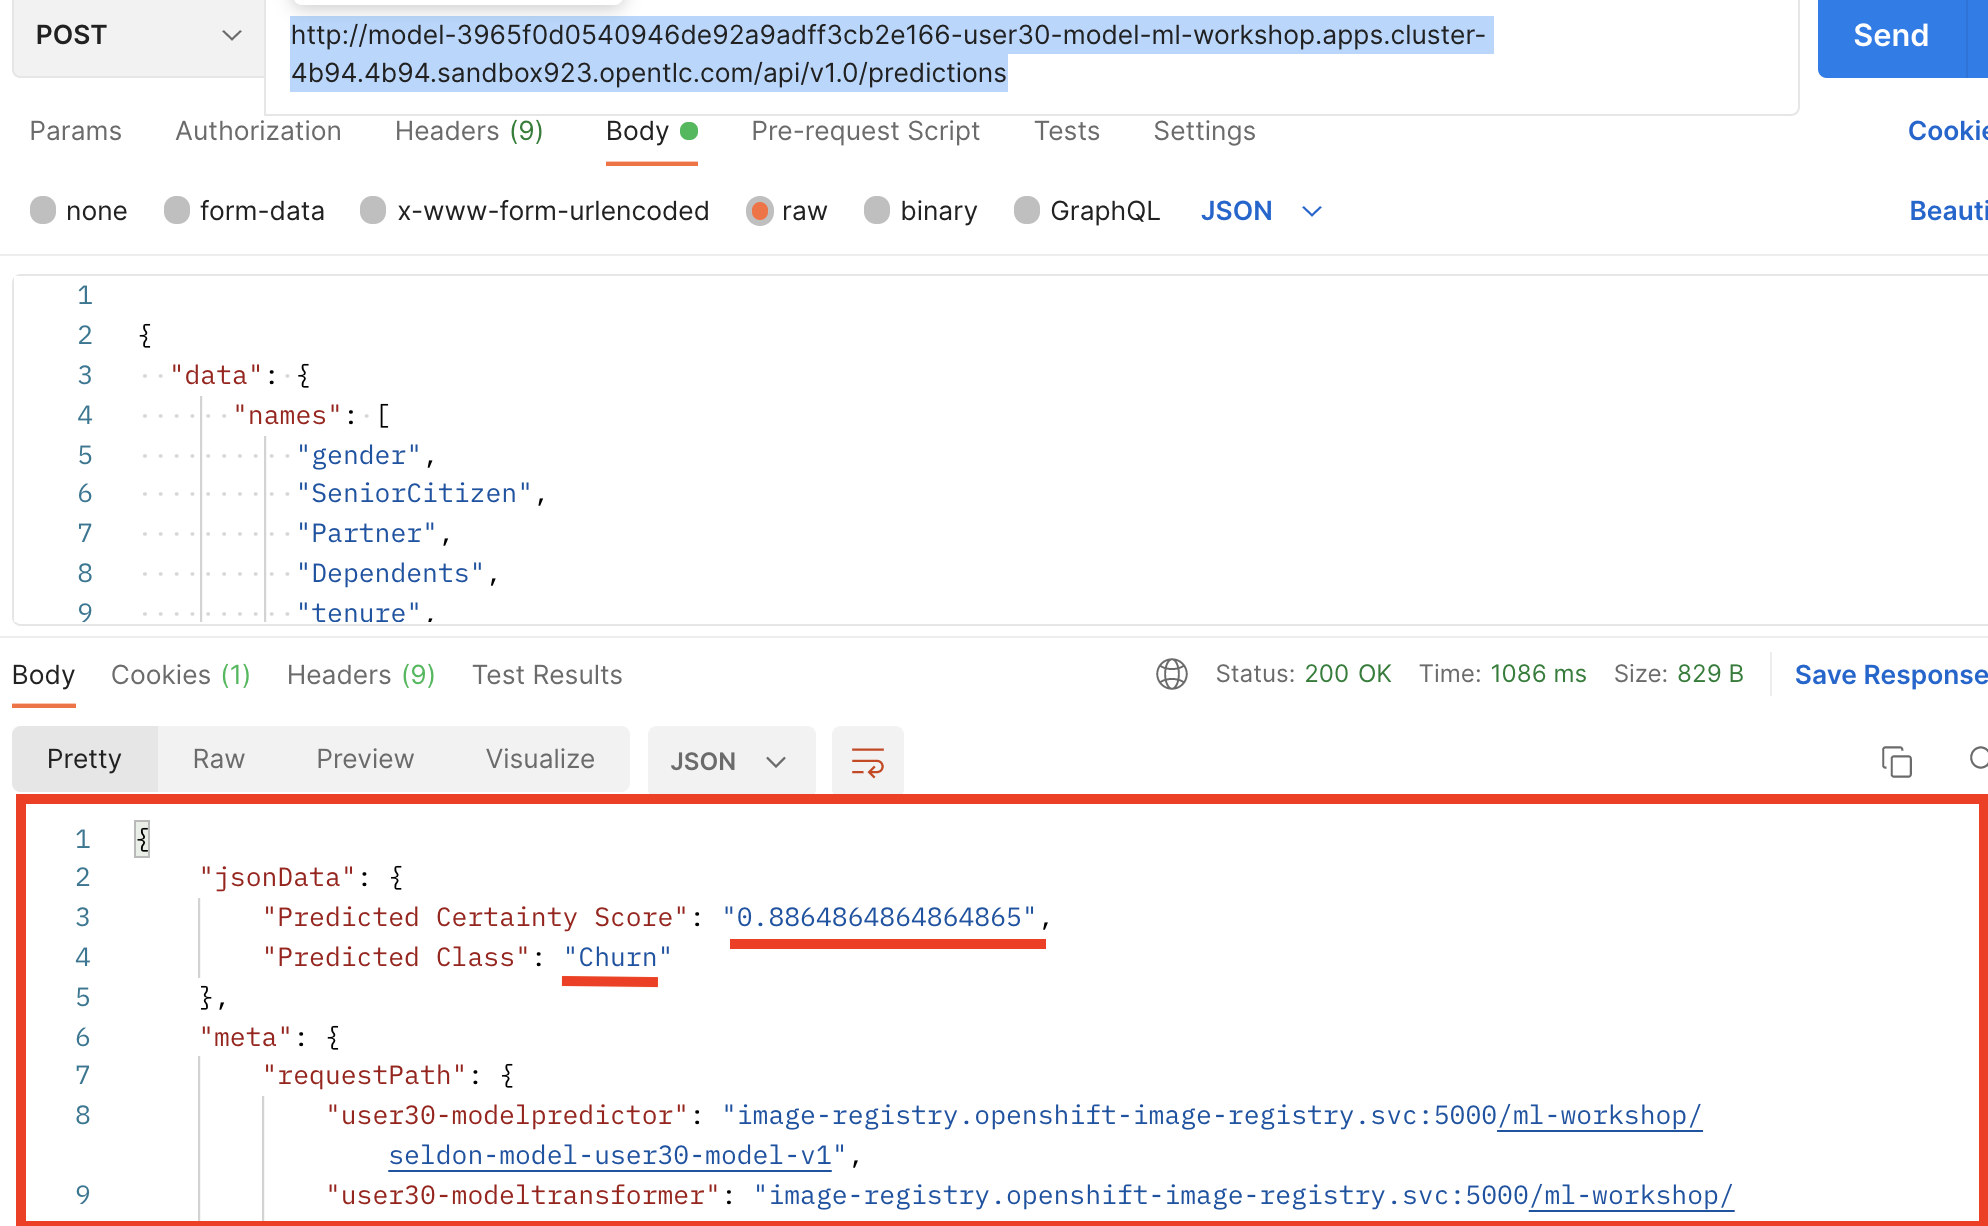 POST
http://model-3965f0d0540946de92a9adff3cb2e166-user30-model-ml-workshop.apps.cluster-
4b94.4b94.sandbox923.opentlc.com/api/v1.0/predictions
Send
Params Authorization Headers (9) Body Pre-request Script Tests Settings Cookie
none form-data x-www-form-urlencoded raw binary GraphQL JSON Beauti
1
2 {
3 "data": {
4 "names": [
5 "gender",
6 "SeniorCitizen",
7 "Partner",
8 "Dependents",
9 "tenure",
Body Cookies (1) Headers (9) Test Results Status: 200 OK Time: 1086 ms Size: 829 B Save Response
Pretty Raw Preview Visualize JSON
1 {
2 "jsonData": {
3 "Predicted Certainty Score": "0.8864864864864865",
4 "Predicted Class": "Churn"
5 },
6 "meta": {
7 "requestPath": {
8 "user30-modelpredictor": "image-registry.openshift-image-registry.svc:5000/ml-workshop/
seldon-model-user30-model-v1",
9 "user30-modeltransformer": "image-registry.openshift-image-registry.svc:5000/ml-workshop/